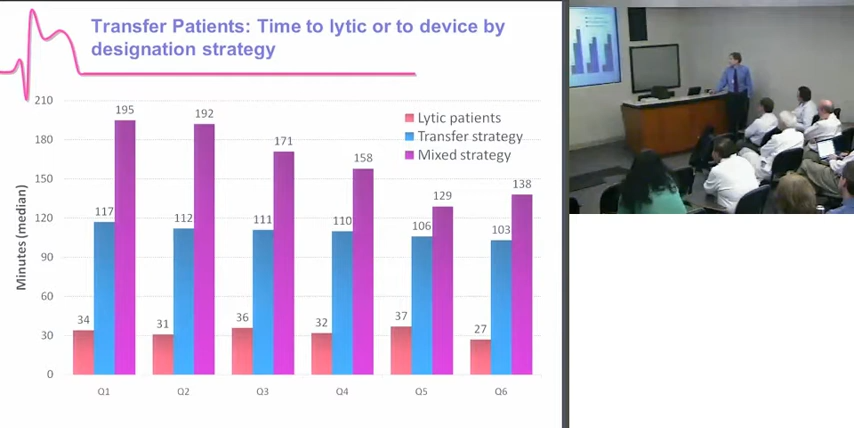 Transfer Patients: Time to lytic or to device by
designation strategy
Minutes (median)
210
180
150
120
90
60
30
0
Lytic patients
Transfer strategy
Mixed strategy
34
117
195
31
112
192
36
111
171
32
110
158
37
106
129
27
103
138
Q1
Q2
Q3
Q4
Q5
Q6